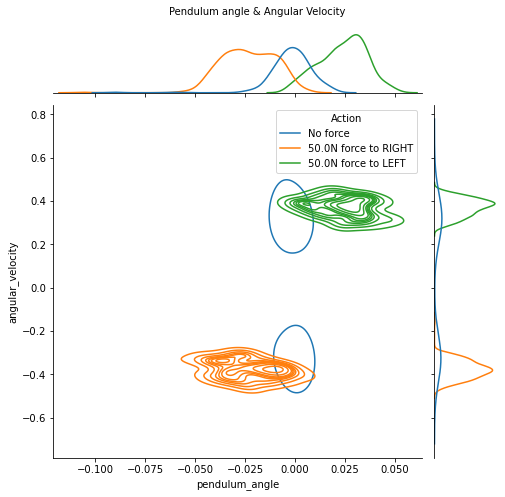 Pendulum angle & Angular Velocity
Action
No force
50.0N force to RIGHT
50.0N force to LEFT
0.8
0.6
0.4
0.2
0.0
−0.2
−0.4
−0.6
angular_velocity
−0.100
−0.075
−0.050
−0.025
0.000
0.025
0.050
pendulum_angle